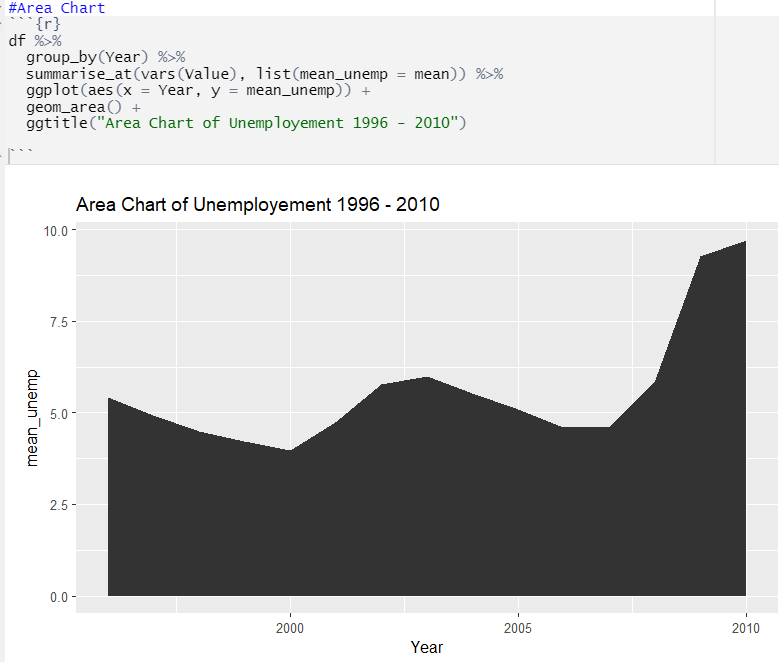 #Area Chart
```{r}
df %>%
group_by(Year) %>%
summarise_at(vars(Value), list(mean_unemp = mean)) %>%
ggplot(aes(x = Year, y = mean_unemp)) +
geom_area() +
ggtitle("Area Chart of Unemployement 1996 - 2010")
```
Area Chart of Unemployement 1996 - 2010
10.0
7.5
5.0
2.5
0.0
mean_unemp
2000 2005 2010
Year